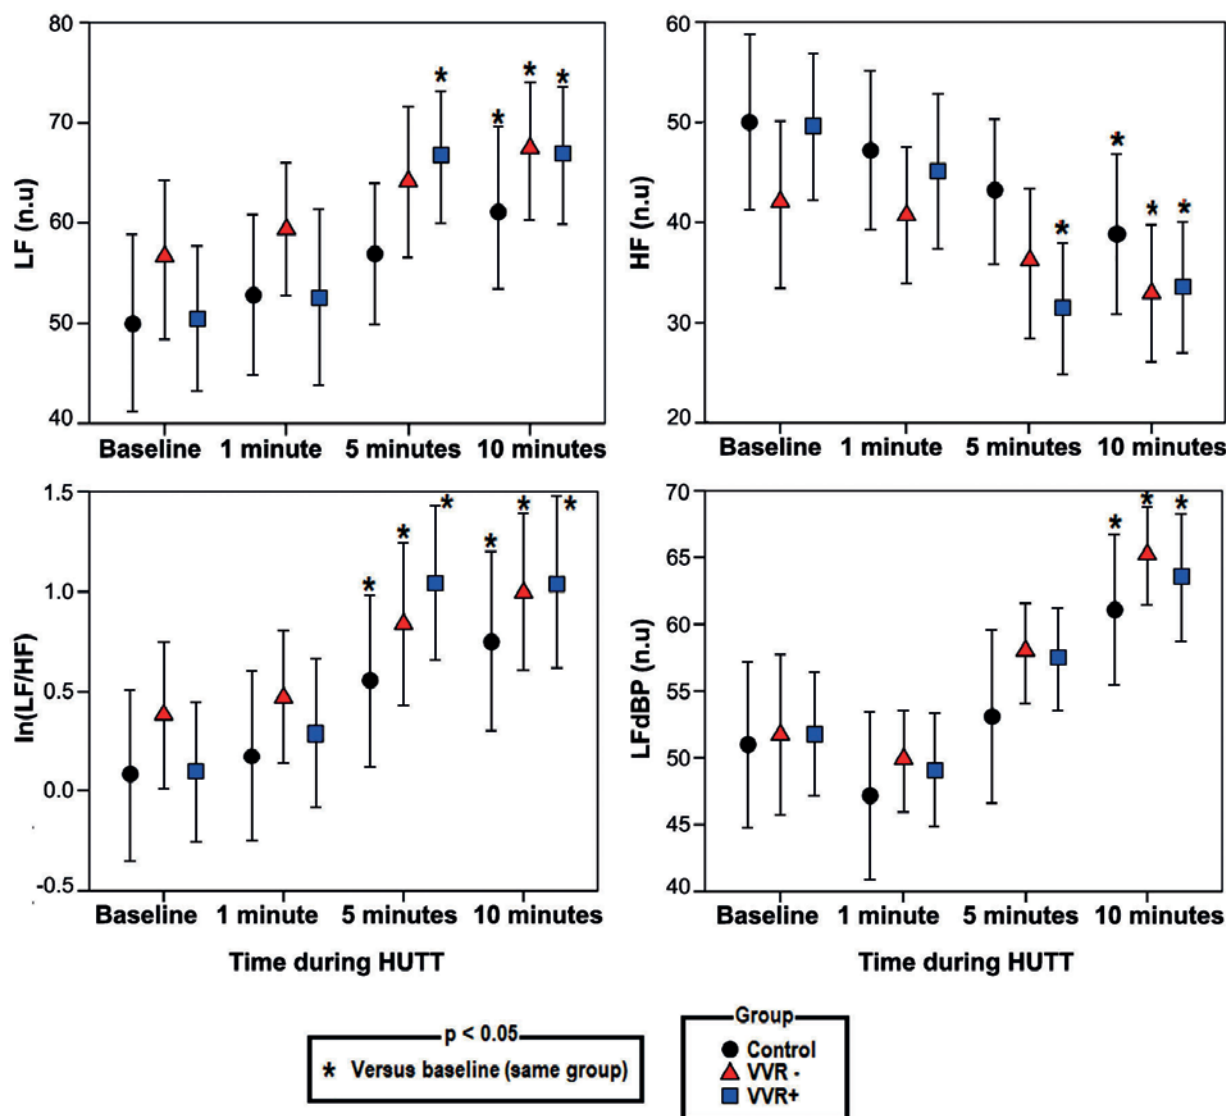 80
70
60
50
40
LF (n.u)
* * * *
Baseline 1 minute 5 minutes 10 minutes
60
50
40
30
20
HF (n.u)
* * * *
Baseline 1 minute 5 minutes 10 minutes
1.5
1.0
0.5
0.0
-0.5
ln(LF/HF)
* * * * * *
Baseline 1 minute 5 minutes 10 minutes
Time during HUTT
70
65
60
55
50
45
40
LFdBP (n.u)
* * *
Baseline 1 minute 5 minutes 10 minutes
Time during HUTT
p < 0.05
* Versus baseline (same group)
Group
Control
VVR -
VVR+